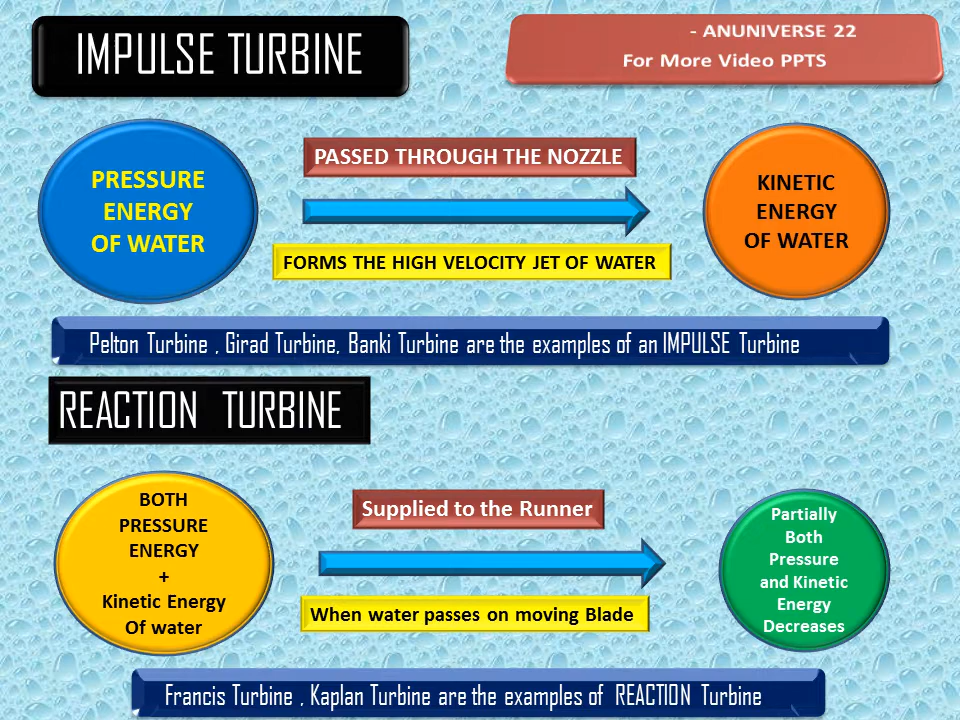 IMPULSE TURBINE
- ANUNIVERSE 22
For More Video PPTS
PRESSURE
ENERGY
OF WATER
PASSED THROUGH THE NOZZLE
FORMS THE HIGH VELOCITY JET OF WATER
KINETIC
ENERGY
OF WATER
Pelton Turbine , Girad Turbine, Banki Turbine are the examples of an IMPULSE Turbine
REACTION TURBINE
BOTH
PRESSURE
ENERGY
+
Kinetic Energy
Of water
Supplied to the Runner
When water passes on moving Blade
Partially
Both
Pressure
and Kinetic
Energy
Decreases
Francis Turbine , Kaplan Turbine are the examples of REACTION Turbine